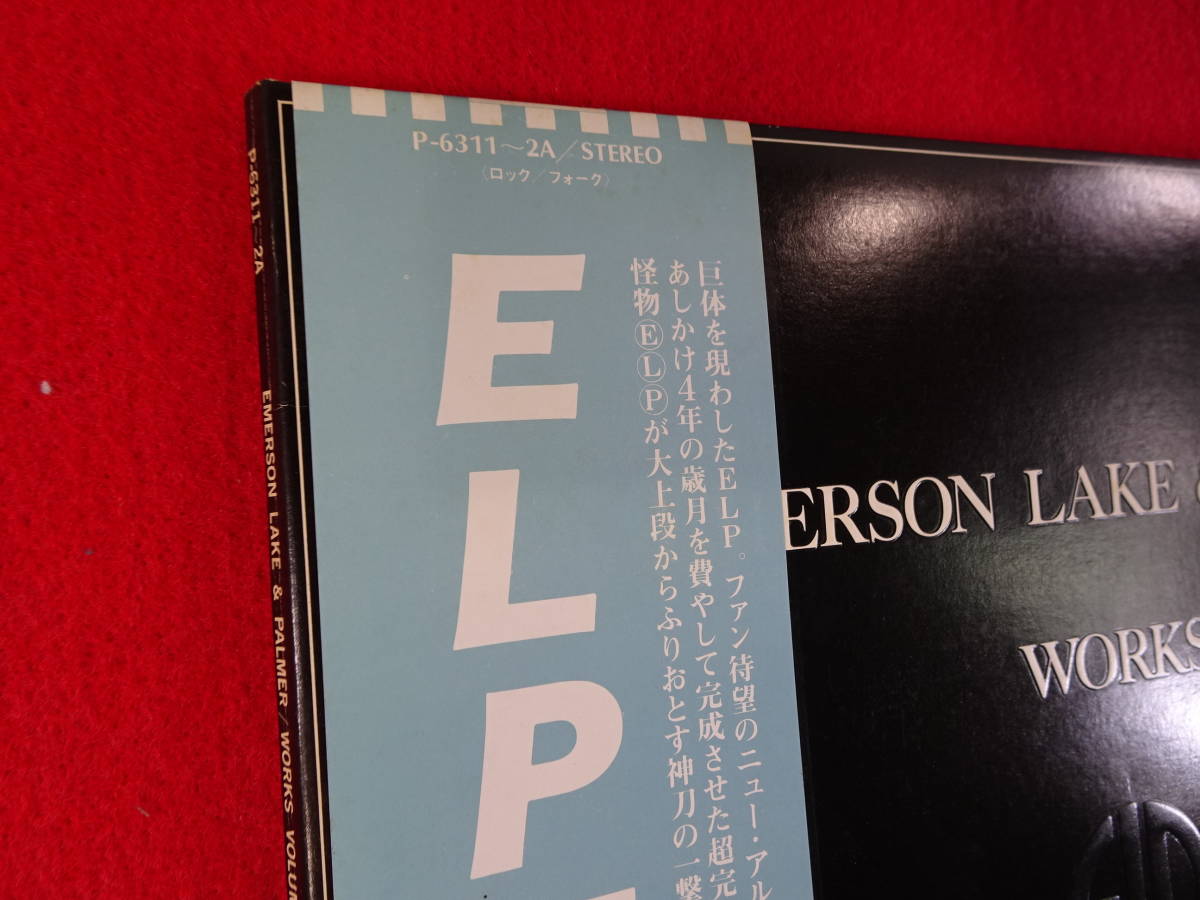 P-6311～2A/STEREO
〈ロック/フォーク〉
ELP
巨体を現わしたELP。ファン待望のニュー・アル
あしかけ4年の歳月を費やして完成させた超完
怪物ⒺⓁⓅが大上段からふりおとす神刀の一撃
ERSON LAKE
WORKS
P-6311~2A EMERSON LAKE & PALMER/WORKS VOLUM